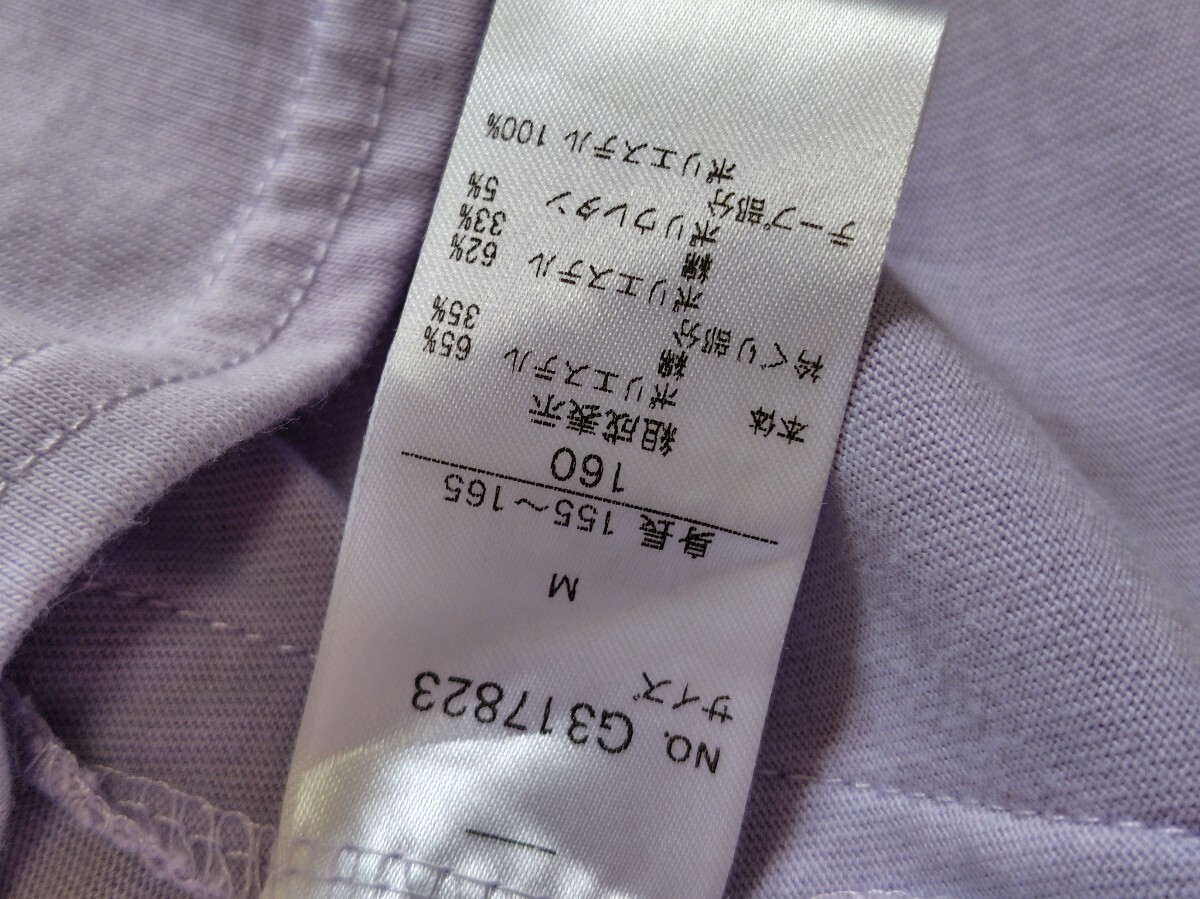 NO. G317823
サイズ
M
身長 155～165
160
組成表示
本体
ポリエステル 65%
綿 35%
衿ぐり部分
ポリエステル 62%
綿 33%
ポリウレタン 5%
テープ部分
ポリエステル 100%